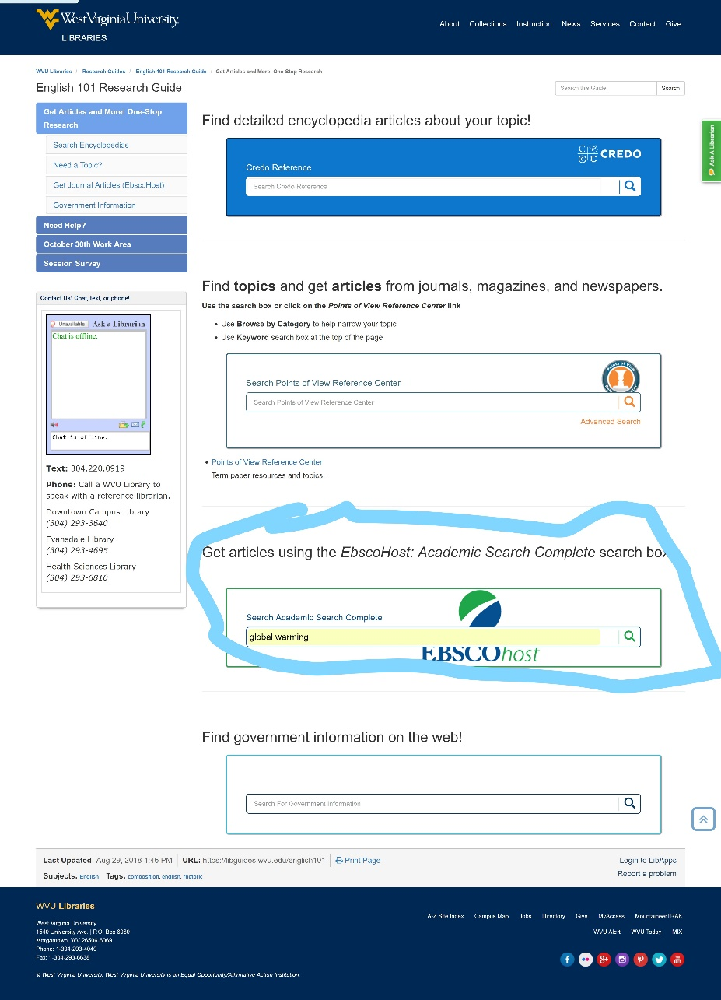 WestVirginiaUniversity
LIBRARIES
About Collections Instruction News Services Contact Give
WVU Libraries / Research Guides / English 101 Research Guide / Get Articles and More! One-Stop Research
English 101 Research Guide
Search this Guide Search
Get Articles and More! One-Stop
Research
Search Encyclopedias
Need a Topic?
Get Journal Articles (EbscoHost)
Government Information
Need Help?
October 30th Work Area
Session Survey
Contact Us! Chat, text, or phone!
Unavailable Ask a Librarian
Chat is offline.
Chat is offline.
Text: 304.220.0919
Phone: Call a WVU Library to
speak with a reference librarian.
Downtown Campus Library
(304) 293-3640
Evansdale Library
(304) 293-4695
Health Sciences Library
(304) 293-6810
Find detailed encyclopedia articles about your topic!
CREDO
Credo Reference
Search Credo Reference
Ask A Librarian
Find topics and get articles from journals, magazines, and newspapers.
Use the search box or click on the Points of View Reference Center link
• Use Browse by Category to help narrow your topic
• Use Keyword search box at the top of the page
Points of View
Search Points of View Reference Center
Search Points of View Reference Center
Advanced Search
• Points of View Reference Center
Term paper resources and topics.
Get articles using the EbscoHost: Academic Search Complete search box
Search Academic Search Complete
global warming
EBSCOhost
Find government information on the web!
Search For Government Information
Last Updated: Aug 29, 2018 1:46 PM URL: https://libguides.wvu.edu/english101 Print Page
Login to LibApps
Subjects: English Tags: composition, english, rhetoric
Report a problem
WVU Libraries
West Virginia University
1549 University Ave. | P.O. Box 6069
Morgantown, WV 26506-6069
Phone: 1-304-293-4040
Fax: 1-304-293-6638
© West Virginia University. West Virginia University is an Equal Opportunity/Affirmative Action Institution.
A-Z Site Index Campus Map Jobs Directory Give MyAccess MountaineerTRAK
WVU Alert WVU Today MIX